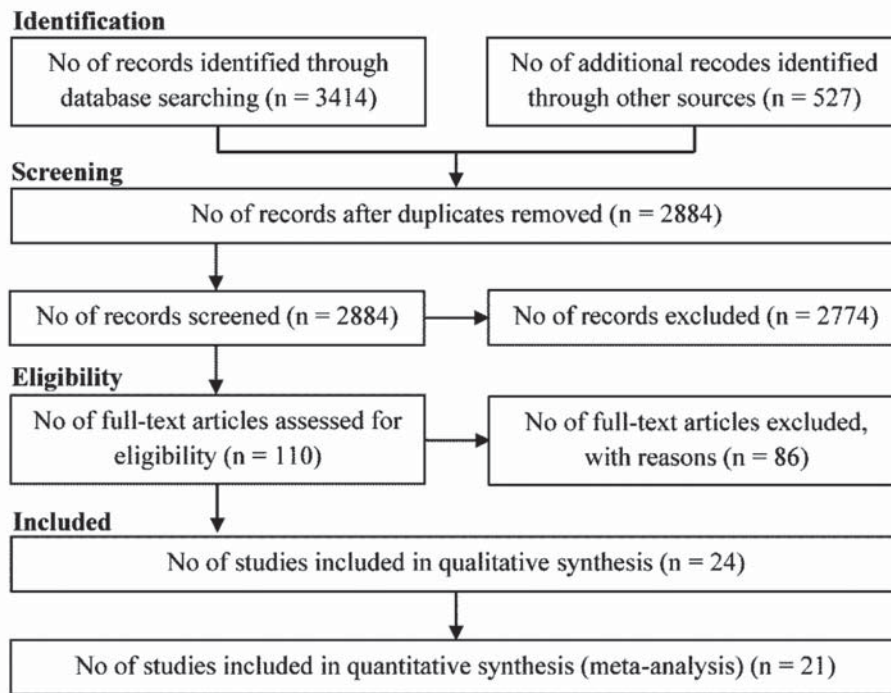 Identification
No of records identified through
database searching (n = 3414)
No of additional recodes identified
through other sources (n = 527)
Screening
No of records after duplicates removed (n = 2884)
No of records screened (n = 2884)
No of records excluded (n = 2774)
Eligibility
No of full-text articles assessed for
eligibility (n = 110)
No of full-text articles excluded,
with reasons (n = 86)
Included
No of studies included in qualitative synthesis (n = 24)
No of studies included in quantitative synthesis (meta-analysis) (n = 21)